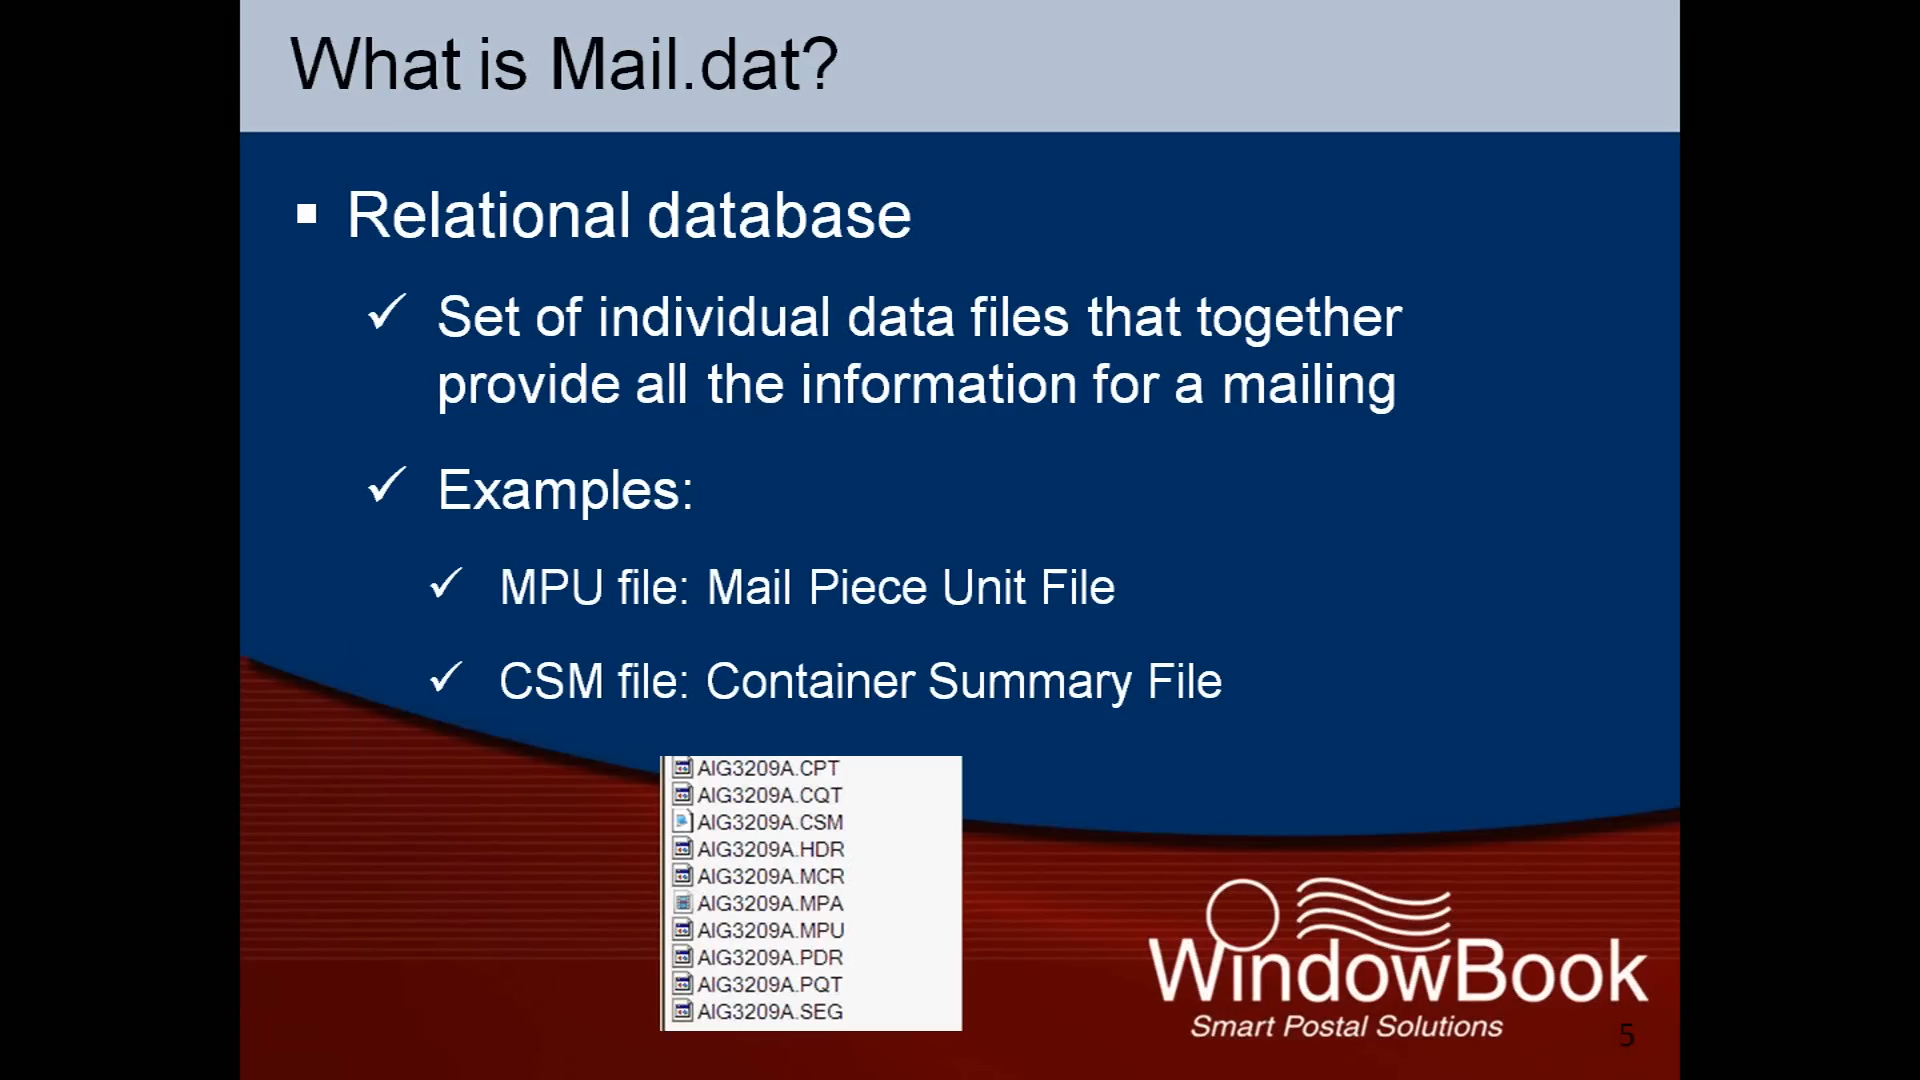 What is Mail.dat?
Relational database
Set of individual data files that together
provide all the information for a mailing
Examples:
MPU file: Mail Piece Unit File
CSM file: Container Summary File
AIG3209A.CPT
AIG3209A.CQT
AIG3209A.CSM
AIG3209A.HDR
AIG3209A.MCR
AIG3209A.MPA
AIG3209A.MPU
AIG3209A.PDR
AIG3209A.PQT
AIG3209A.SEG
WindowBook
Smart Postal Solutions
5